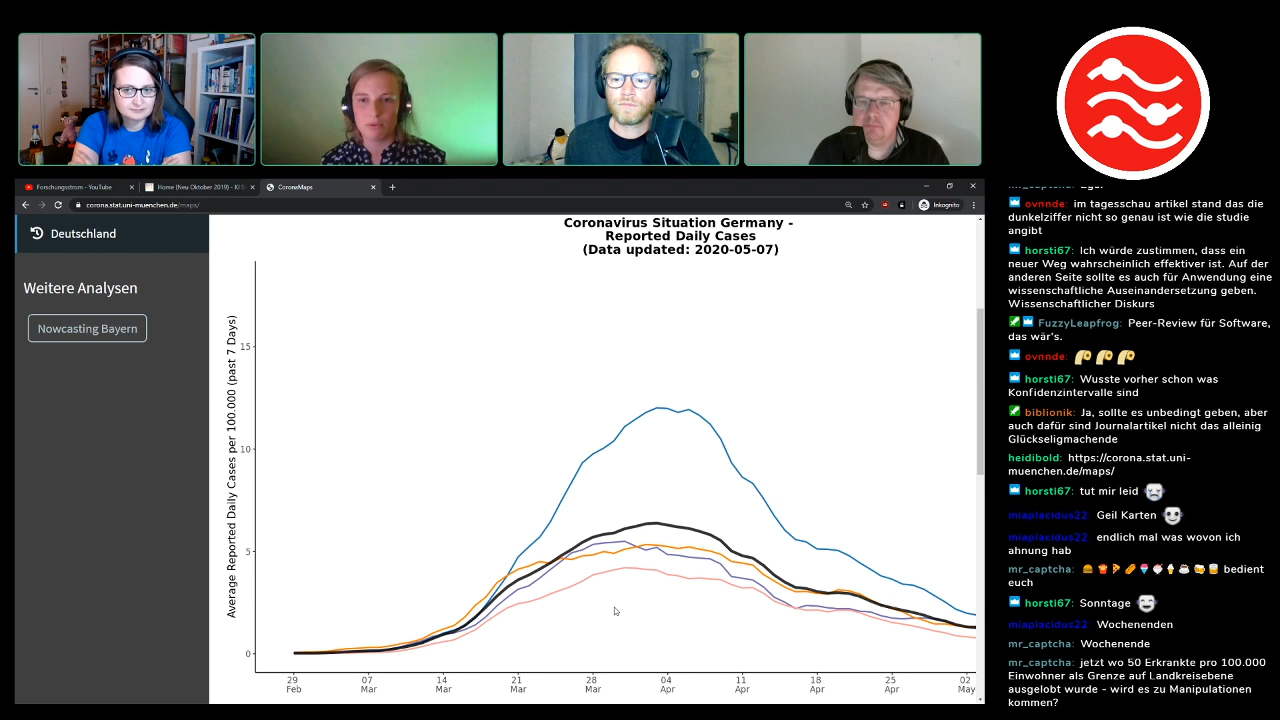 Forschungsstrom - YouTube
Home (Neu Oktober 2019) - KI S
CoronaMaps
corona.stat.uni-muenchen.de/maps/
Inkognito
Deutschland
Weitere Analysen
Nowcasting Bayern
Coronavirus Situation Germany -
Reported Daily Cases
(Data updated: 2020-05-07)
Average Reported Daily Cases per 100.000 (past 7 Days)
15
10
5
0
29 Feb
07 Mar
14 Mar
21 Mar
28 Mar
04 Apr
11 Apr
18 Apr
25 Apr
02 May
ovnnde: im tagesschau artikel stand das die
dunkelziffer nicht so genau ist wie die studie
angibt
horsti67: Ich würde zustimmen, dass ein
neuer Weg wahrscheinlich effektiver ist. Auf der
anderen Seite sollte es auch für Anwendung eine
wissenschaftliche Auseinandersetzung geben.
Wissenschaftlicher Diskurs
FuzzyLeapfrog: Peer-Review für Software,
das wär's.
ovnnde:
horsti67: Wusste vorher schon was
Konfidenzintervalle sind
biblionik: Ja, sollte es unbedingt geben, aber
auch dafür sind Journalartikel nicht das alleinig
Glückseligmachende
heidibold: https://corona.stat.uni-
muenchen.de/maps/
horsti67: tut mir leid
miaplacidus22: Geil Karten
miaplacidus22: endlich mal was wovon ich
ahnung hab
mr_captcha: bedient
euch
horsti67: Sonntage
miaplacidus22: Wochenenden
mr_captcha: Wochenende
mr_captcha: jetzt wo 50 Erkrankte pro 100.000
Einwohner als Grenze auf Landkreisebene
ausgelobt wurde - wird es zu Manipulationen
kommen?